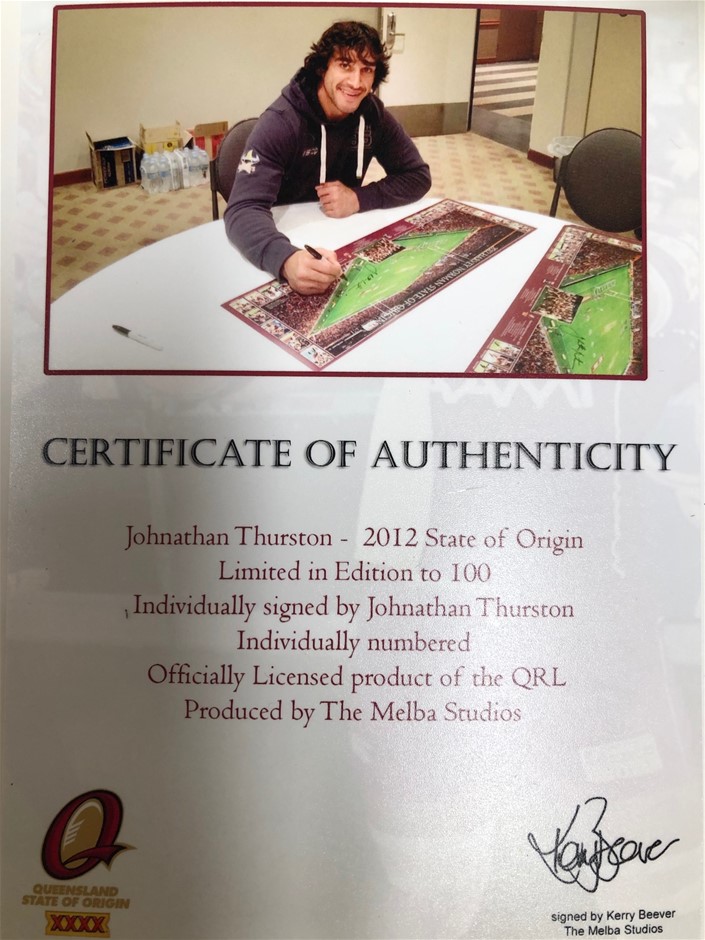 CERTIFICATE OF AUTHENTICITY
Johnathan Thurston - 2012 State of Origin
Limited in Edition to 100
Individually signed by Johnathan Thurston
Individually numbered
Officially Licensed product of the QRL
Produced by The Melba Studios
Q
QUEENSLAND
STATE OF ORIGIN
XXXX
Kerry Beever
signed by Kerry Beever
The Melba Studios